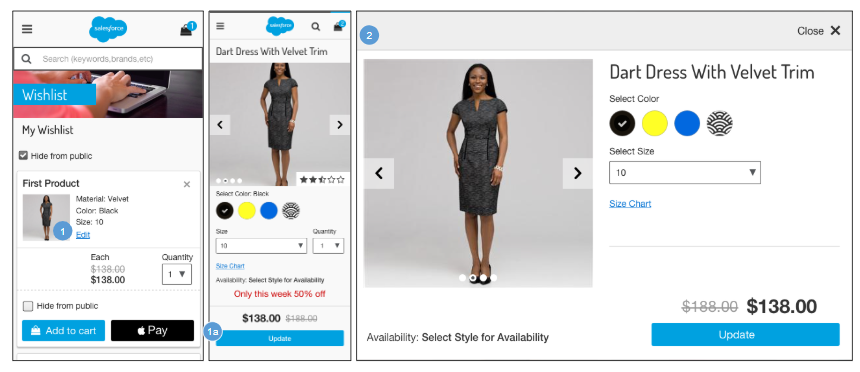 salesforce
1
Search (keywords,brands,etc)
Wishlist
My Wishlist
Hide from public
First Product
Material: Velvet
Color: Black
Size: 10
1
Edit
Each
Quantity
$138.00
$138.00
1
Hide from public
Add to cart
Pay
salesforce
2
Dart Dress With Velvet Trim
Select Color: Black
Size
Quantity
10
1
Size Chart
Availability: Select Style for Availability
Only this week 50% off
$138.00 $188.00
1a
Update
2
Close
Dart Dress With Velvet Trim
Select Color
Select Size
10
Size Chart
$188.00 $138.00
Availability: Select Style for Availability
Update